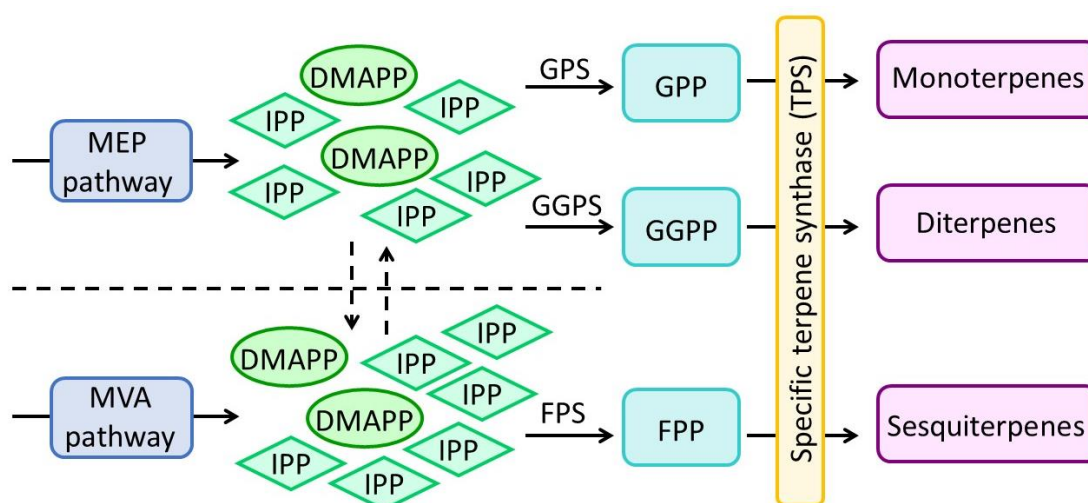 DMAPP
IPP
IPP
GPS
GPP
Monoterpenes
MEP
pathway
DMAPP
IPP
IPP
IPP
GGPS
GGPP
Diterpenes
Specific terpene synthase (TPS)
IPP
DMAPP
IPP
IPP
MVA
pathway
DMAPP
FPS
FPP
Sesquiterpenes
IPP
IPP
IPP